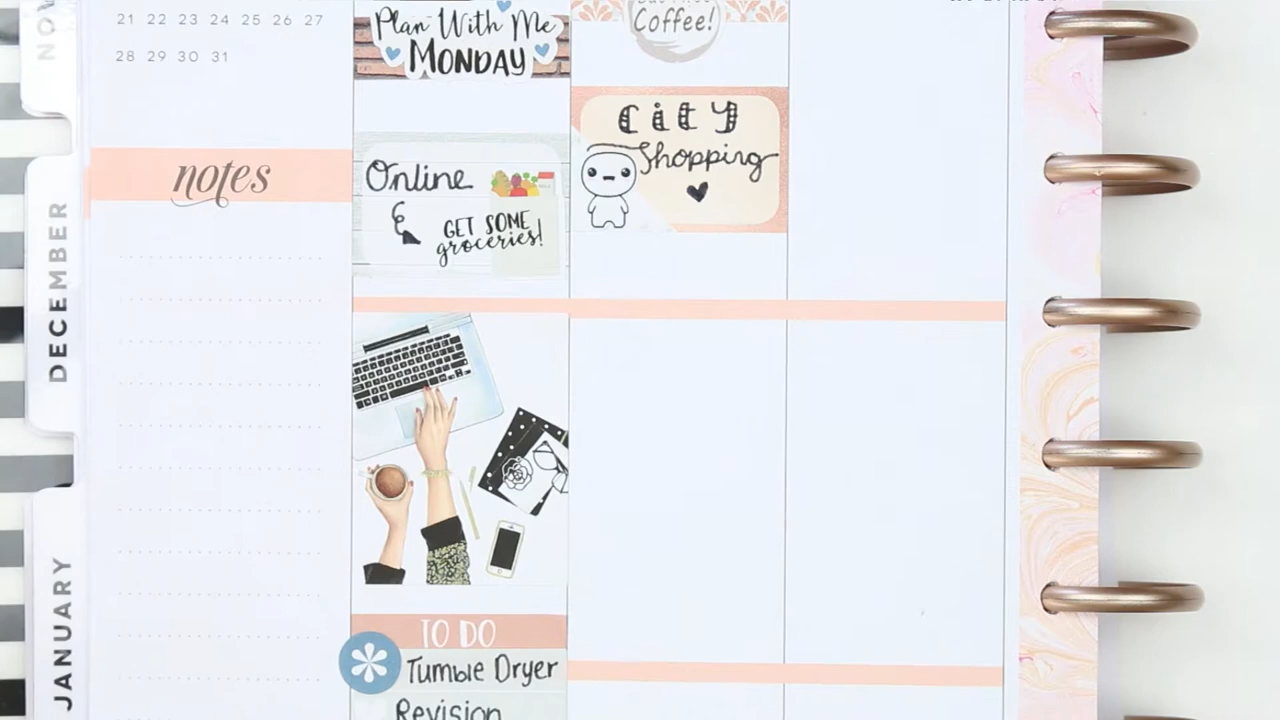 NOV
21 22 23 24 25 26 27
28 29 30 31
notes
DECEMBER
JANUARY
Plan With Me
MONDAY
Online
GET SOME
groceries!
TO DO
Tumble Dryer
Revision
Coffee!
City
Shopping